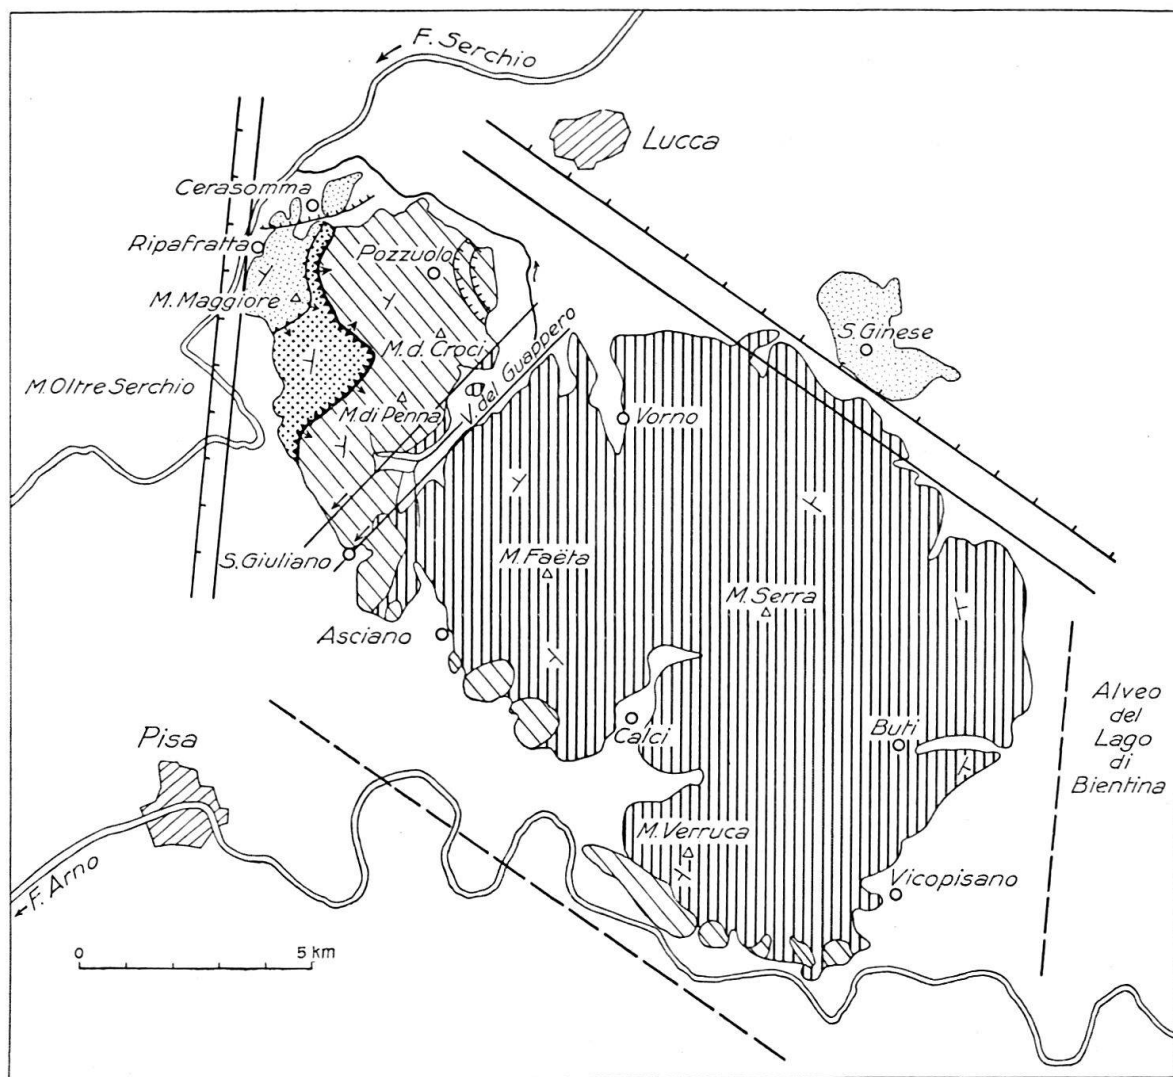 F. Serchio
Lucca
Cerasomma
Ripafratta
Pozzuolo
M. Maggiore
S. Ginese
M. d. Croci
V. del Guappero
M. Oltre Serchio
M. di Penna
Vorno
S. Giuliano
M. Faëta
M. Serra
Asciano
Alveo
del
Lago
di
Bientina
Calci
Buti
Pisa
M. Verruca
Vicopisano
F. Arno
0 5 km